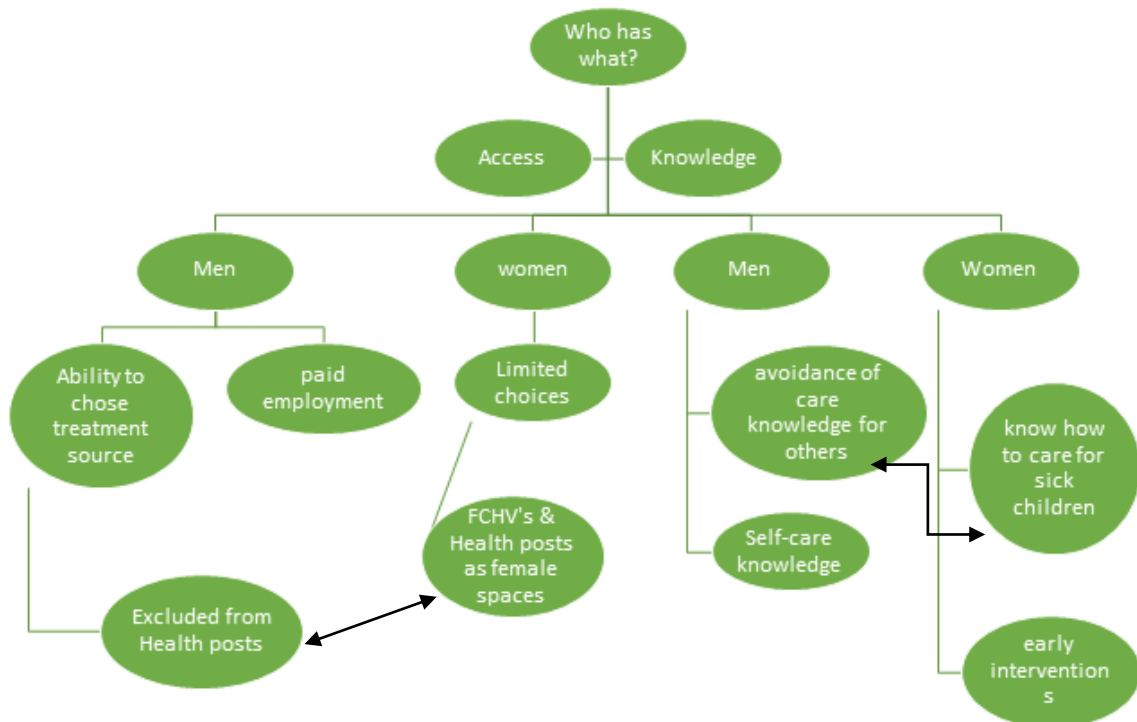 Who has
what?
Access
Knowledge
Men
women
Men
Women
Ability to
chose
treatment
source
paid
employment
Limited
choices
avoidance of
care
knowledge for
others
know how
to care for
sick
children
FCHV's &
Health posts
as female
spaces
Self-care
knowledge
Excluded from
Health posts
early
intervention
s